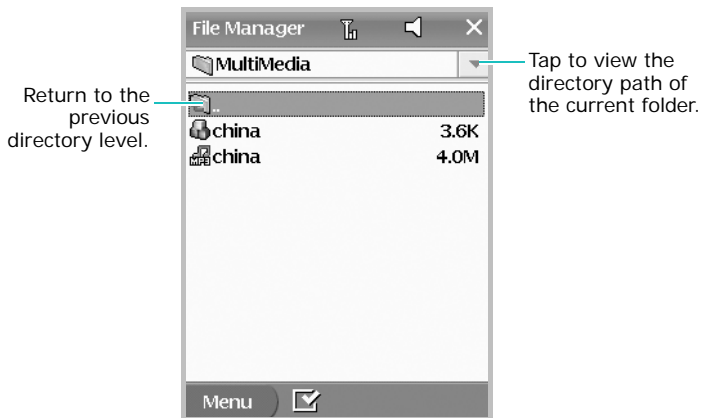 File Manager
MultiMedia
Tap to view the
directory path of
the current folder.
Return to the
previous
directory level.
..
china 3.6K
china 4.0M
Menu